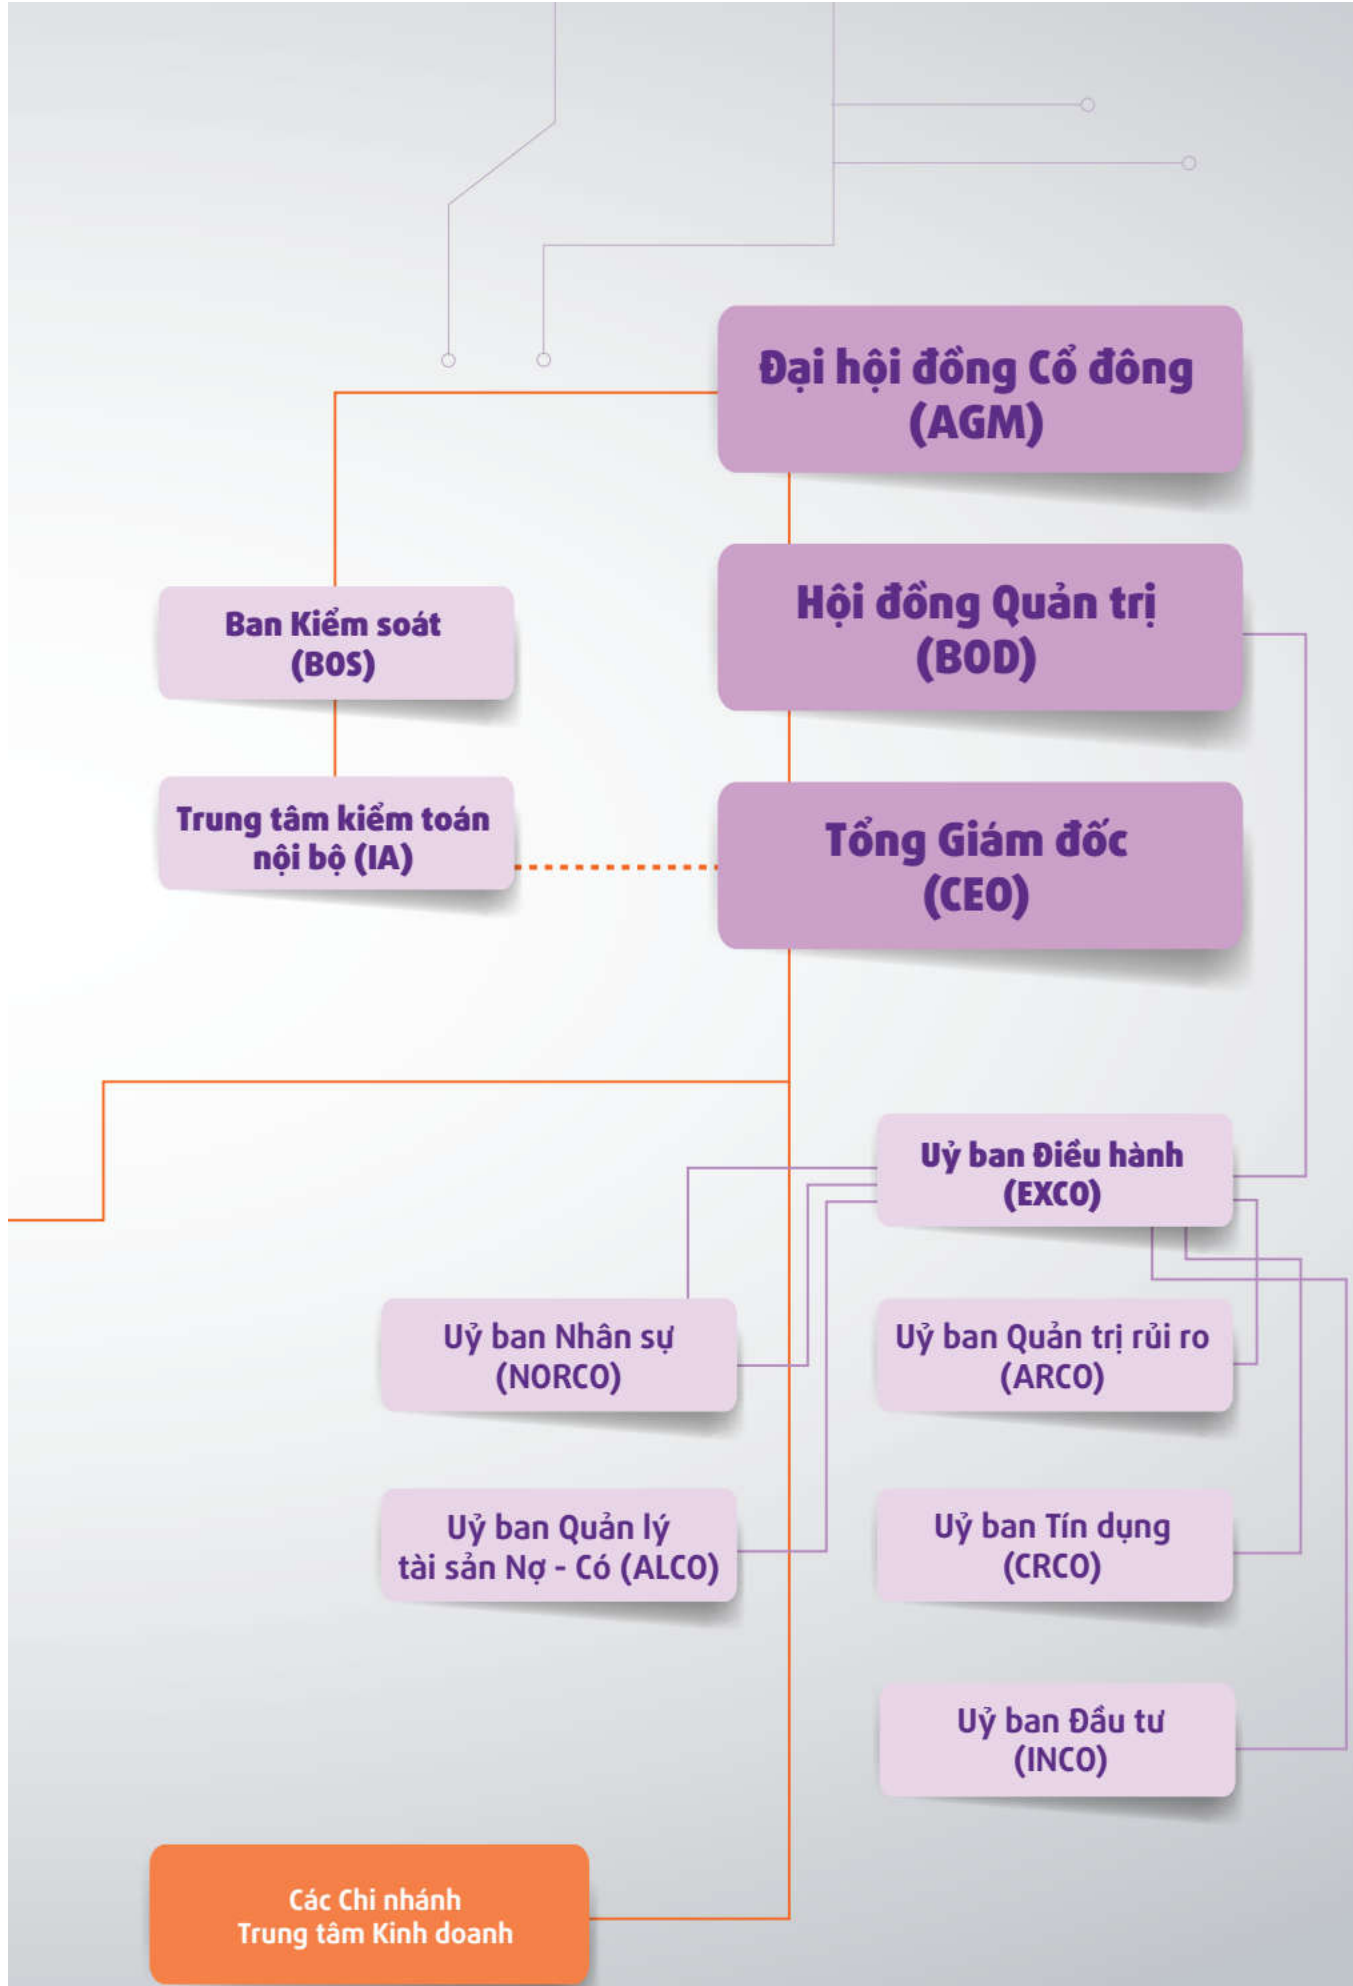 Đại hội đồng Cổ đông
(AGM)
Hội đồng Quản trị
(BOD)
Ban Kiểm soát
(BOS)
Trung tâm kiểm toán
nội bộ (IA)
Tổng Giám đốc
(CEO)
Uỷ ban Điều hành
(EXCO)
Uỷ ban Nhân sự
(NORCO)
Uỷ ban Quản trị rủi ro
(ARCO)
Uỷ ban Quản lý
tài sản Nợ - Có (ALCO)
Uỷ ban Tín dụng
(CRCO)
Uỷ ban Đầu tư
(INCO)
Các Chi nhánh
Trung tâm Kinh doanh